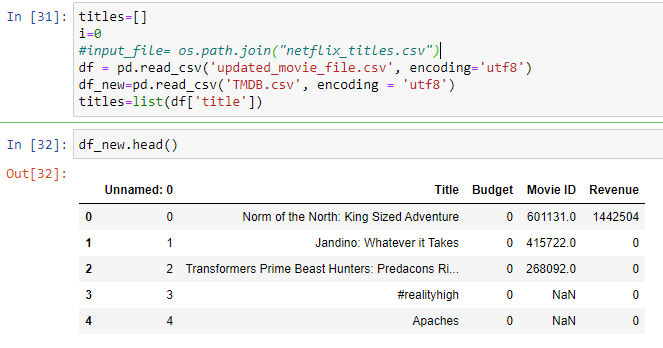 In [31]: titles=[]
i=0
#input_file= os.path.join("netflix_titles.csv")
df = pd.read_csv('updated_movie_file.csv', encoding='utf8')
df_new=pd.read_csv('TMDB.csv', encoding = 'utf8')
titles=list(df['title'])
In [32]: df_new.head()
Out[32]:
Unnamed: 0 Title Budget Movie ID Revenue
0 0 Norm of the North: King Sized Adventure 0 601131.0 1442504
1 1 Jandino: Whatever it Takes 0 415722.0 0
2 2 Transformers Prime Beast Hunters: Predacons Ri... 0 268092.0 0
3 3 #realityhigh 0 NaN 0
4 4 Apaches 0 NaN 0